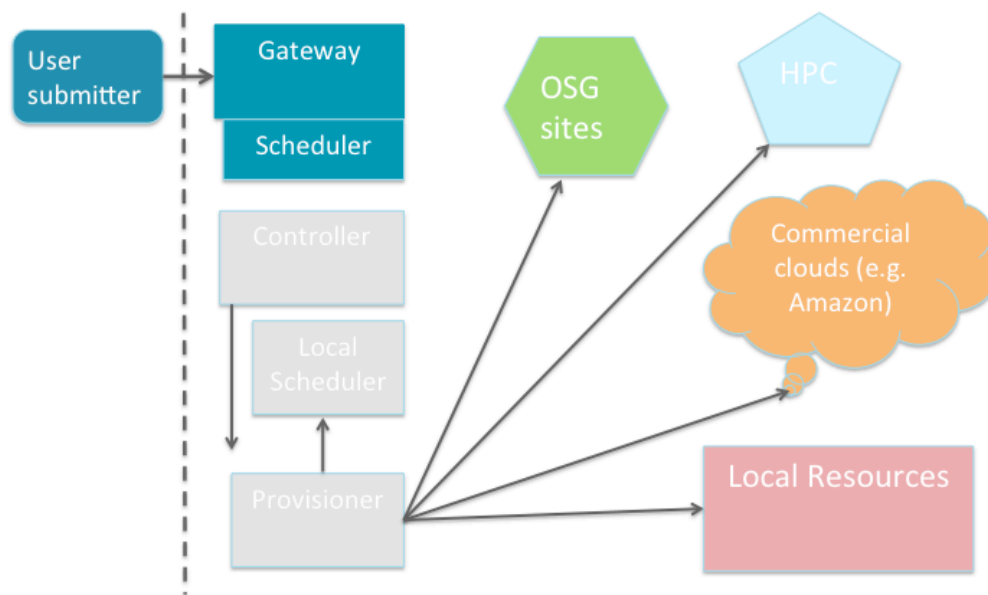 User
submitter
Gateway
Scheduler
Controller
Local
Scheduler
Provisioner
OSG
sites
HPC
Commercial
clouds (e.g.
Amazon)
Local Resources